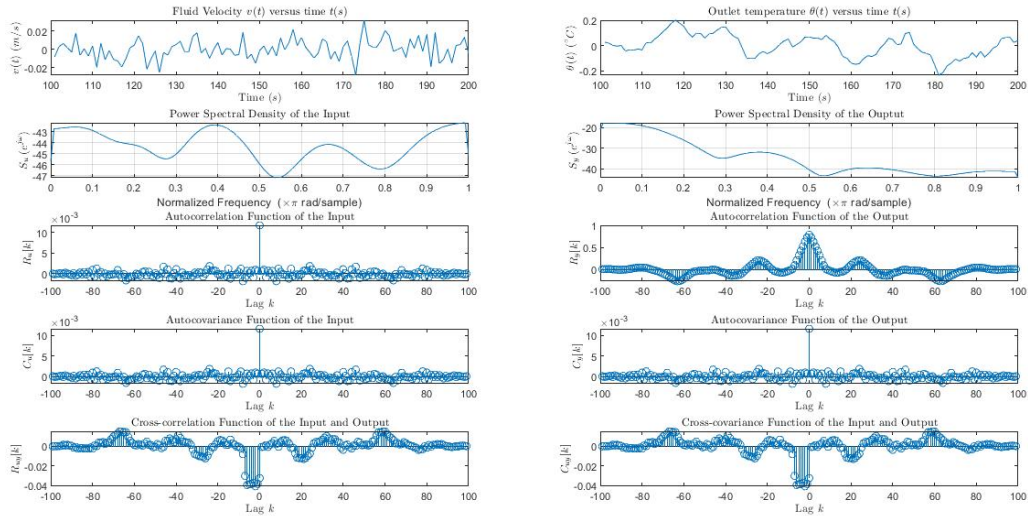 Fluid Velocity v(t) versus time t(s)
0.02
0
-0.02
v(t) (m/s)
100 110 120 130 140 150 160 170 180 190 200
Time (s)
Outlet temperature θ(t) versus time t(s)
0.2
0
-0.2
θ(t) (°C)
100 110 120 130 140 150 160 170 180 190 200
Time (s)
Power Spectral Density of the Input
-43
-44
-45
-46
-47
S_u(e^jω)
0 0.1 0.2 0.3 0.4 0.5 0.6 0.7 0.8 0.9 1
Normalized Frequency (×π rad/sample)
Power Spectral Density of the Ouptut
-20
-30
-40
S_y(e^jω)
0 0.1 0.2 0.3 0.4 0.5 0.6 0.7 0.8 0.9 1
Normalized Frequency (×π rad/sample)
Autocorrelation Function of the Input
×10^-3
10
5
0
R_u[k]
-100 -80 -60 -40 -20 0 20 40 60 80 100
Lag k
Autocorrelation Function of the Output
1
0.5
0
R_y[k]
-100 -80 -60 -40 -20 0 20 40 60 80 100
Lag k
Autocovariance Function of the Input
×10^-3
10
5
0
C_u[k]
-100 -80 -60 -40 -20 0 20 40 60 80 100
Lag k
Autocovariance Function of the Output
×10^-3
10
5
0
C_y[k]
-100 -80 -60 -40 -20 0 20 40 60 80 100
Lag k
Cross-correlation Function of the Input and Output
0
-0.02
-0.04
R_uy[k]
-100 -80 -60 -40 -20 0 20 40 60 80 100
Lag k
Cross-covariance Function of the Input and Output
0
-0.02
-0.04
C_uy[k]
-100 -80 -60 -40 -20 0 20 40 60 80 100
Lag k